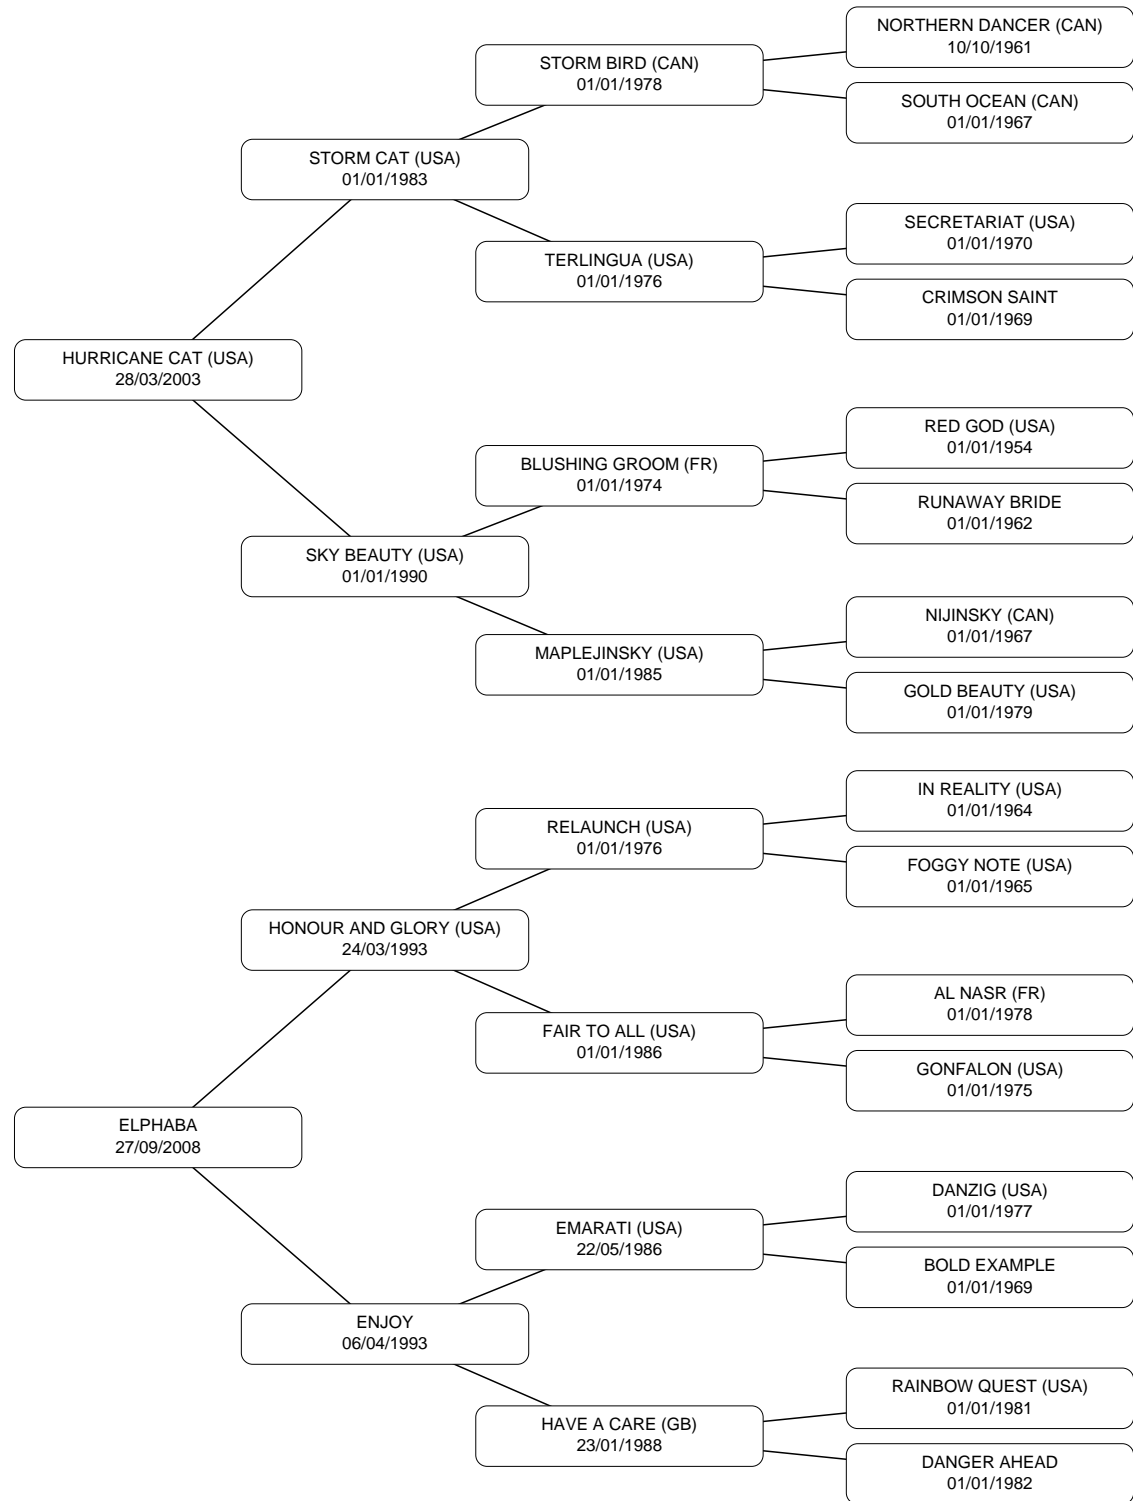 NORTHERN DANCER (CAN)
10/10/1961
STORM BIRD (CAN)
01/01/1978
SOUTH OCEAN (CAN)
01/01/1967
STORM CAT (USA)
01/01/1983
SECRETARIAT (USA)
01/01/1970
TERLINGUA (USA)
01/01/1976
CRIMSON SAINT
01/01/1969
HURRICANE CAT (USA)
28/03/2003
RED GOD (USA)
01/01/1954
BLUSHING GROOM (FR)
01/01/1974
RUNAWAY BRIDE
01/01/1962
SKY BEAUTY (USA)
01/01/1990
NIJINSKY (CAN)
01/01/1967
MAPLEJINSKY (USA)
01/01/1985
GOLD BEAUTY (USA)
01/01/1979
IN REALITY (USA)
01/01/1964
RELAUNCH (USA)
01/01/1976
FOGGY NOTE (USA)
01/01/1965
HONOUR AND GLORY (USA)
24/03/1993
AL NASR (FR)
01/01/1978
FAIR TO ALL (USA)
01/01/1986
GONFALON (USA)
01/01/1975
ELPHABA
27/09/2008
DANZIG (USA)
01/01/1977
EMARATI (USA)
22/05/1986
BOLD EXAMPLE
01/01/1969
ENJOY
06/04/1993
RAINBOW QUEST (USA)
01/01/1981
HAVE A CARE (GB)
23/01/1988
DANGER AHEAD
01/01/1982